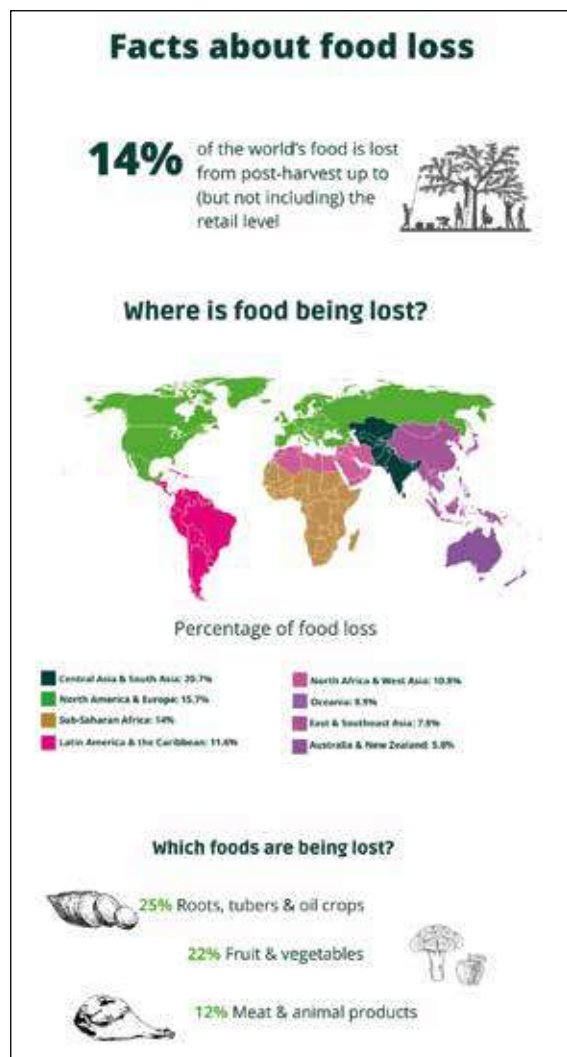 Facts about food loss
14%
of the world's food is lost
from post-harvest up to
(but not including) the
retail level
Where is food being lost?
Percentage of food loss
Central Asia & South Asia: 20.7%
North America & Europe: 15.7%
Sub-Saharan Africa: 14%
Latin America & the Caribbean: 11.6%
North Africa & West Asia: 10.8%
Oceania: 8.9%
East & Southeast Asia: 7.8%
Australia & New Zealand: 5.8%
Which foods are being lost?
25% Roots, tubers & oil crops
22% Fruit & vegetables
12% Meat & animal products